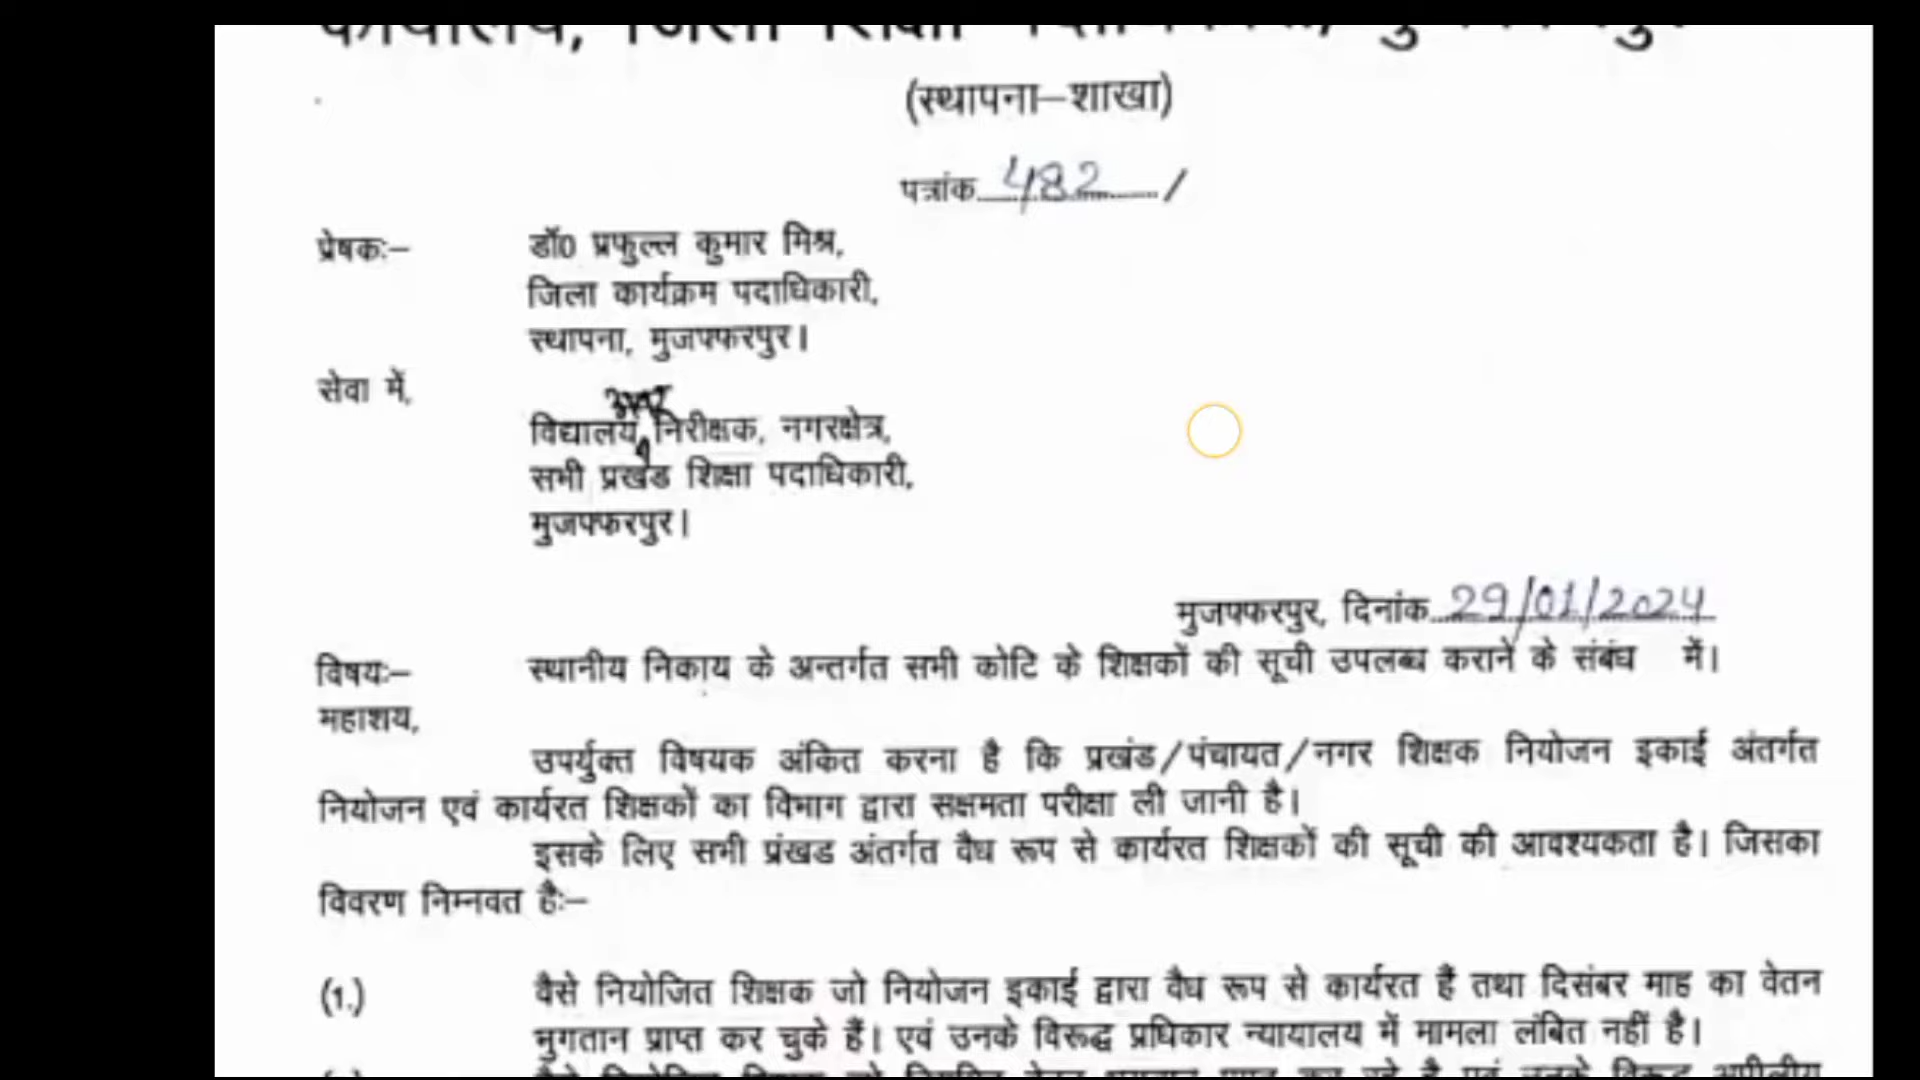 कार्यालय, जिला शिक्षा
(स्थापना–शाखा)
पत्रांक 482 /
प्रेषकः– डॉ0 प्रफुल्ल कुमार मिश्र,
जिला कार्यक्रम पदाधिकारी,
स्थापना, मुजफ्फरपुर।
सेवा में,
विद्यालय निरीक्षक, नगरक्षेत्र,
सभी प्रखंड शिक्षा पदाधिकारी,
मुजफ्फरपुर।
मुजफ्फरपुर, दिनांक 29/01/2024
विषयः– स्थानीय निकाय के अन्तर्गत सभी कोटि के शिक्षकों की सूची उपलब्ध कराने के संबंध में।
महाशय,
उपर्युक्त विषयक अंकित करना है कि प्रखंड/पंचायत/नगर शिक्षक नियोजन इकाई अंतर्गत
नियोजन एवं कार्यरत शिक्षकों का विभाग द्वारा सक्षमता परीक्षा ली जानी है।
इसके लिए सभी प्रंखड अंतर्गत वैध रूप से कार्यरत शिक्षकों की सूची की आवश्यकता है। जिसका
विवरण निम्नवत हैः–
(1.) वैसे नियोजित शिक्षक जो नियोजन इकाई द्वारा वैध रूप से कार्यरत हैं तथा दिसंबर माह का वेतन
भुगतान प्राप्त कर चुके हैं। एवं उनके विरूद्ध प्रधिकार न्यायालय में मामला लंबित नहीं है।